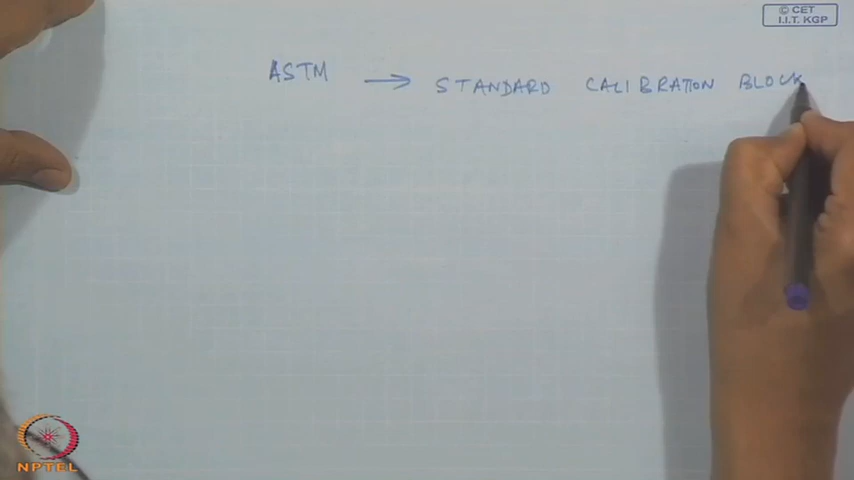 © CET
I.I.T. KGP
ASTM → STANDARD CALIBRATION BLOCK
NPTEL